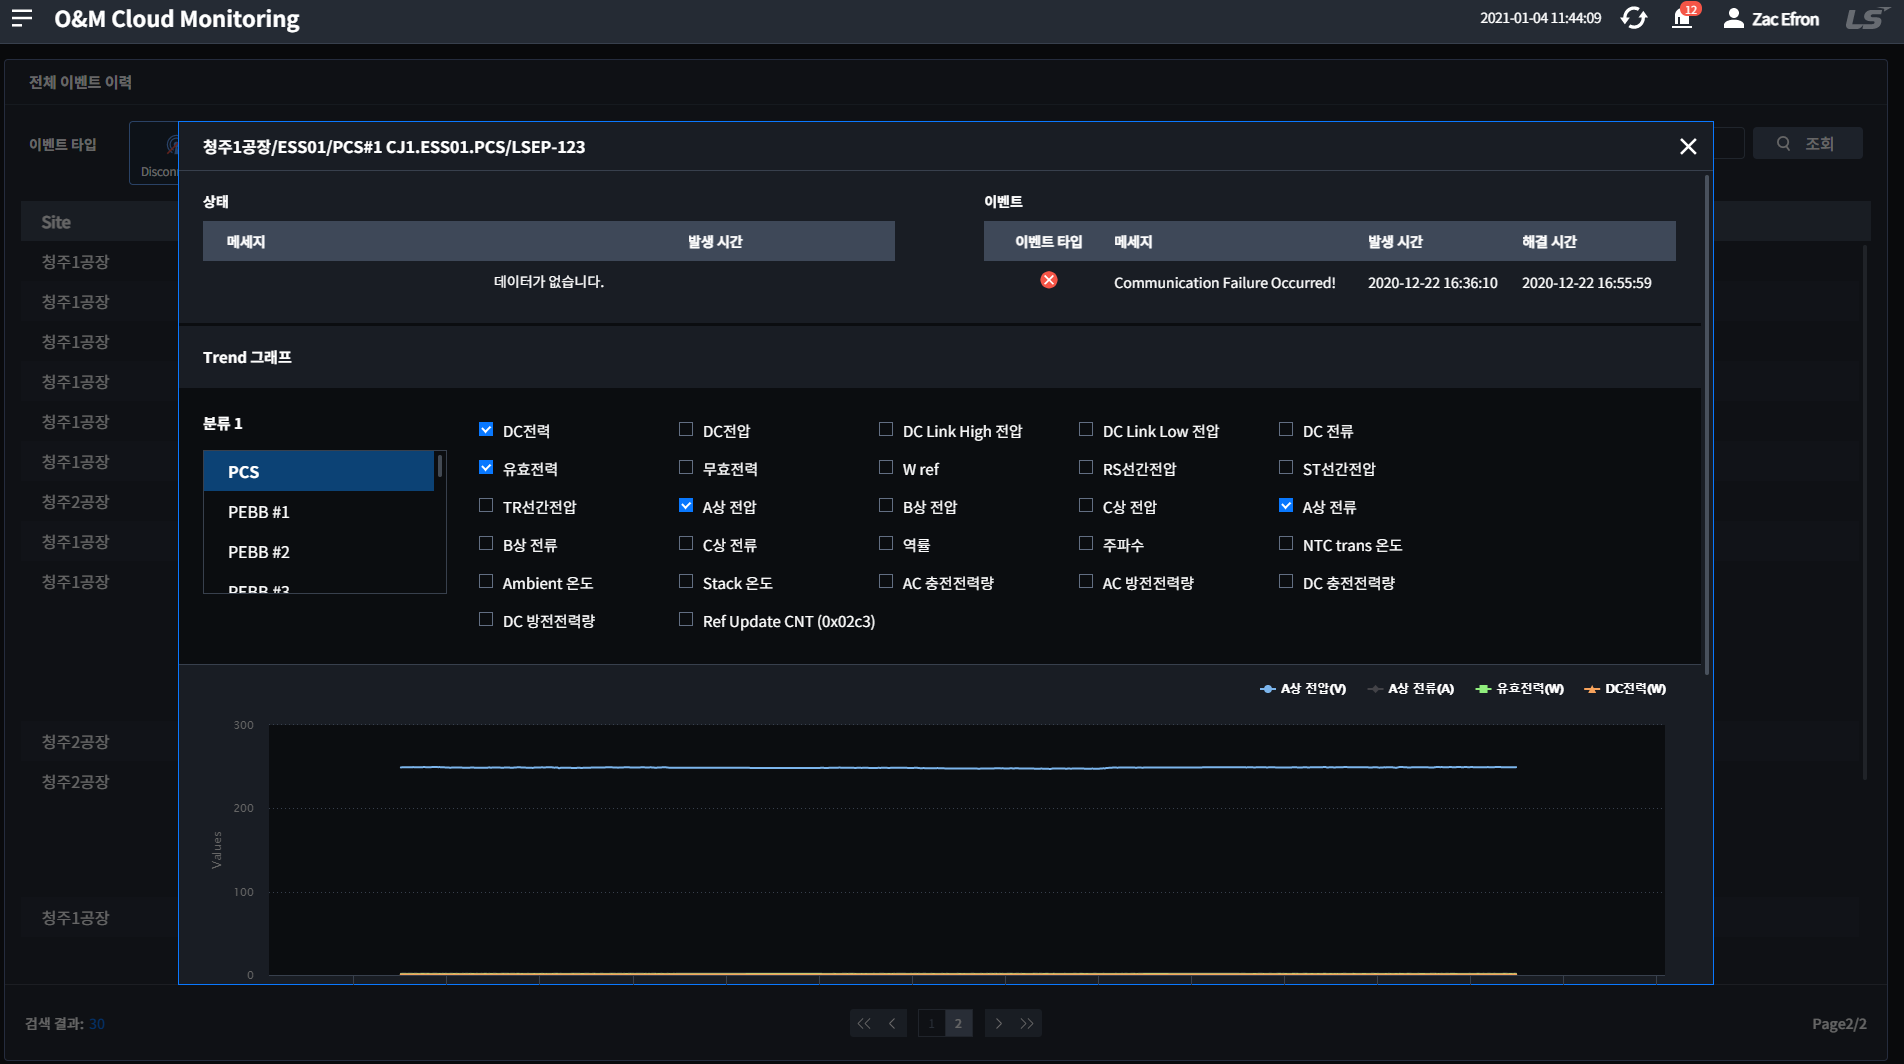 O&M Cloud Monitoring
2021-01-04 11:44:09
12
Zac Efron
LS
전체 이벤트 이력
이벤트 타입
조회
Site
청주1공장
청주1공장
청주1공장
청주1공장
청주1공장
청주1공장
청주2공장
청주1공장
청주1공장
청주2공장
청주2공장
청주1공장
청주1공장/ESS01/PCS#1 CJ1.ESS01.PCS/LSEP-123
상태
메세지 발생 시간
데이터가 없습니다.
이벤트
이벤트 타입 메세지 발생 시간 해결 시간
Communication Failure Occurred! 2020-12-22 16:36:10 2020-12-22 16:55:59
Trend 그래프
분류 1
PCS
PEBB #1
PEBB #2
PEBB #3
DC전력 DC전압 DC Link High 전압 DC Link Low 전압 DC 전류
유효전력 무효전력 W ref RS선간전압 ST선간전압
TR선간전압 A상 전압 B상 전압 C상 전압 A상 전류
B상 전류 C상 전류 역률 주파수 NTC trans 온도
Ambient 온도 Stack 온도 AC 충전전력량 AC 방전전력량 DC 충전전력량
DC 방전전력량 Ref Update CNT (0x02c3)
A상 전압(V) A상 전류(A) 유효전력(W) DC전력(W)
300
200
100
0
Values
검색 결과: 30
1 2
Page2/2